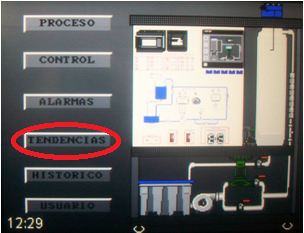 PROCESO
CONTROL
ALARMAS
TENDENCIAS
HISTORICO
USUARIO
12:29